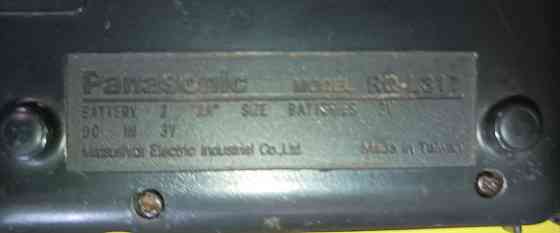 Panasonic MODEL RQ-L317
BATTERY 2 "AA" SIZE BATTERIES 3V
DC IN 3V
Matsushita Electric Industrial Co.,Ltd. Made in Taiwan